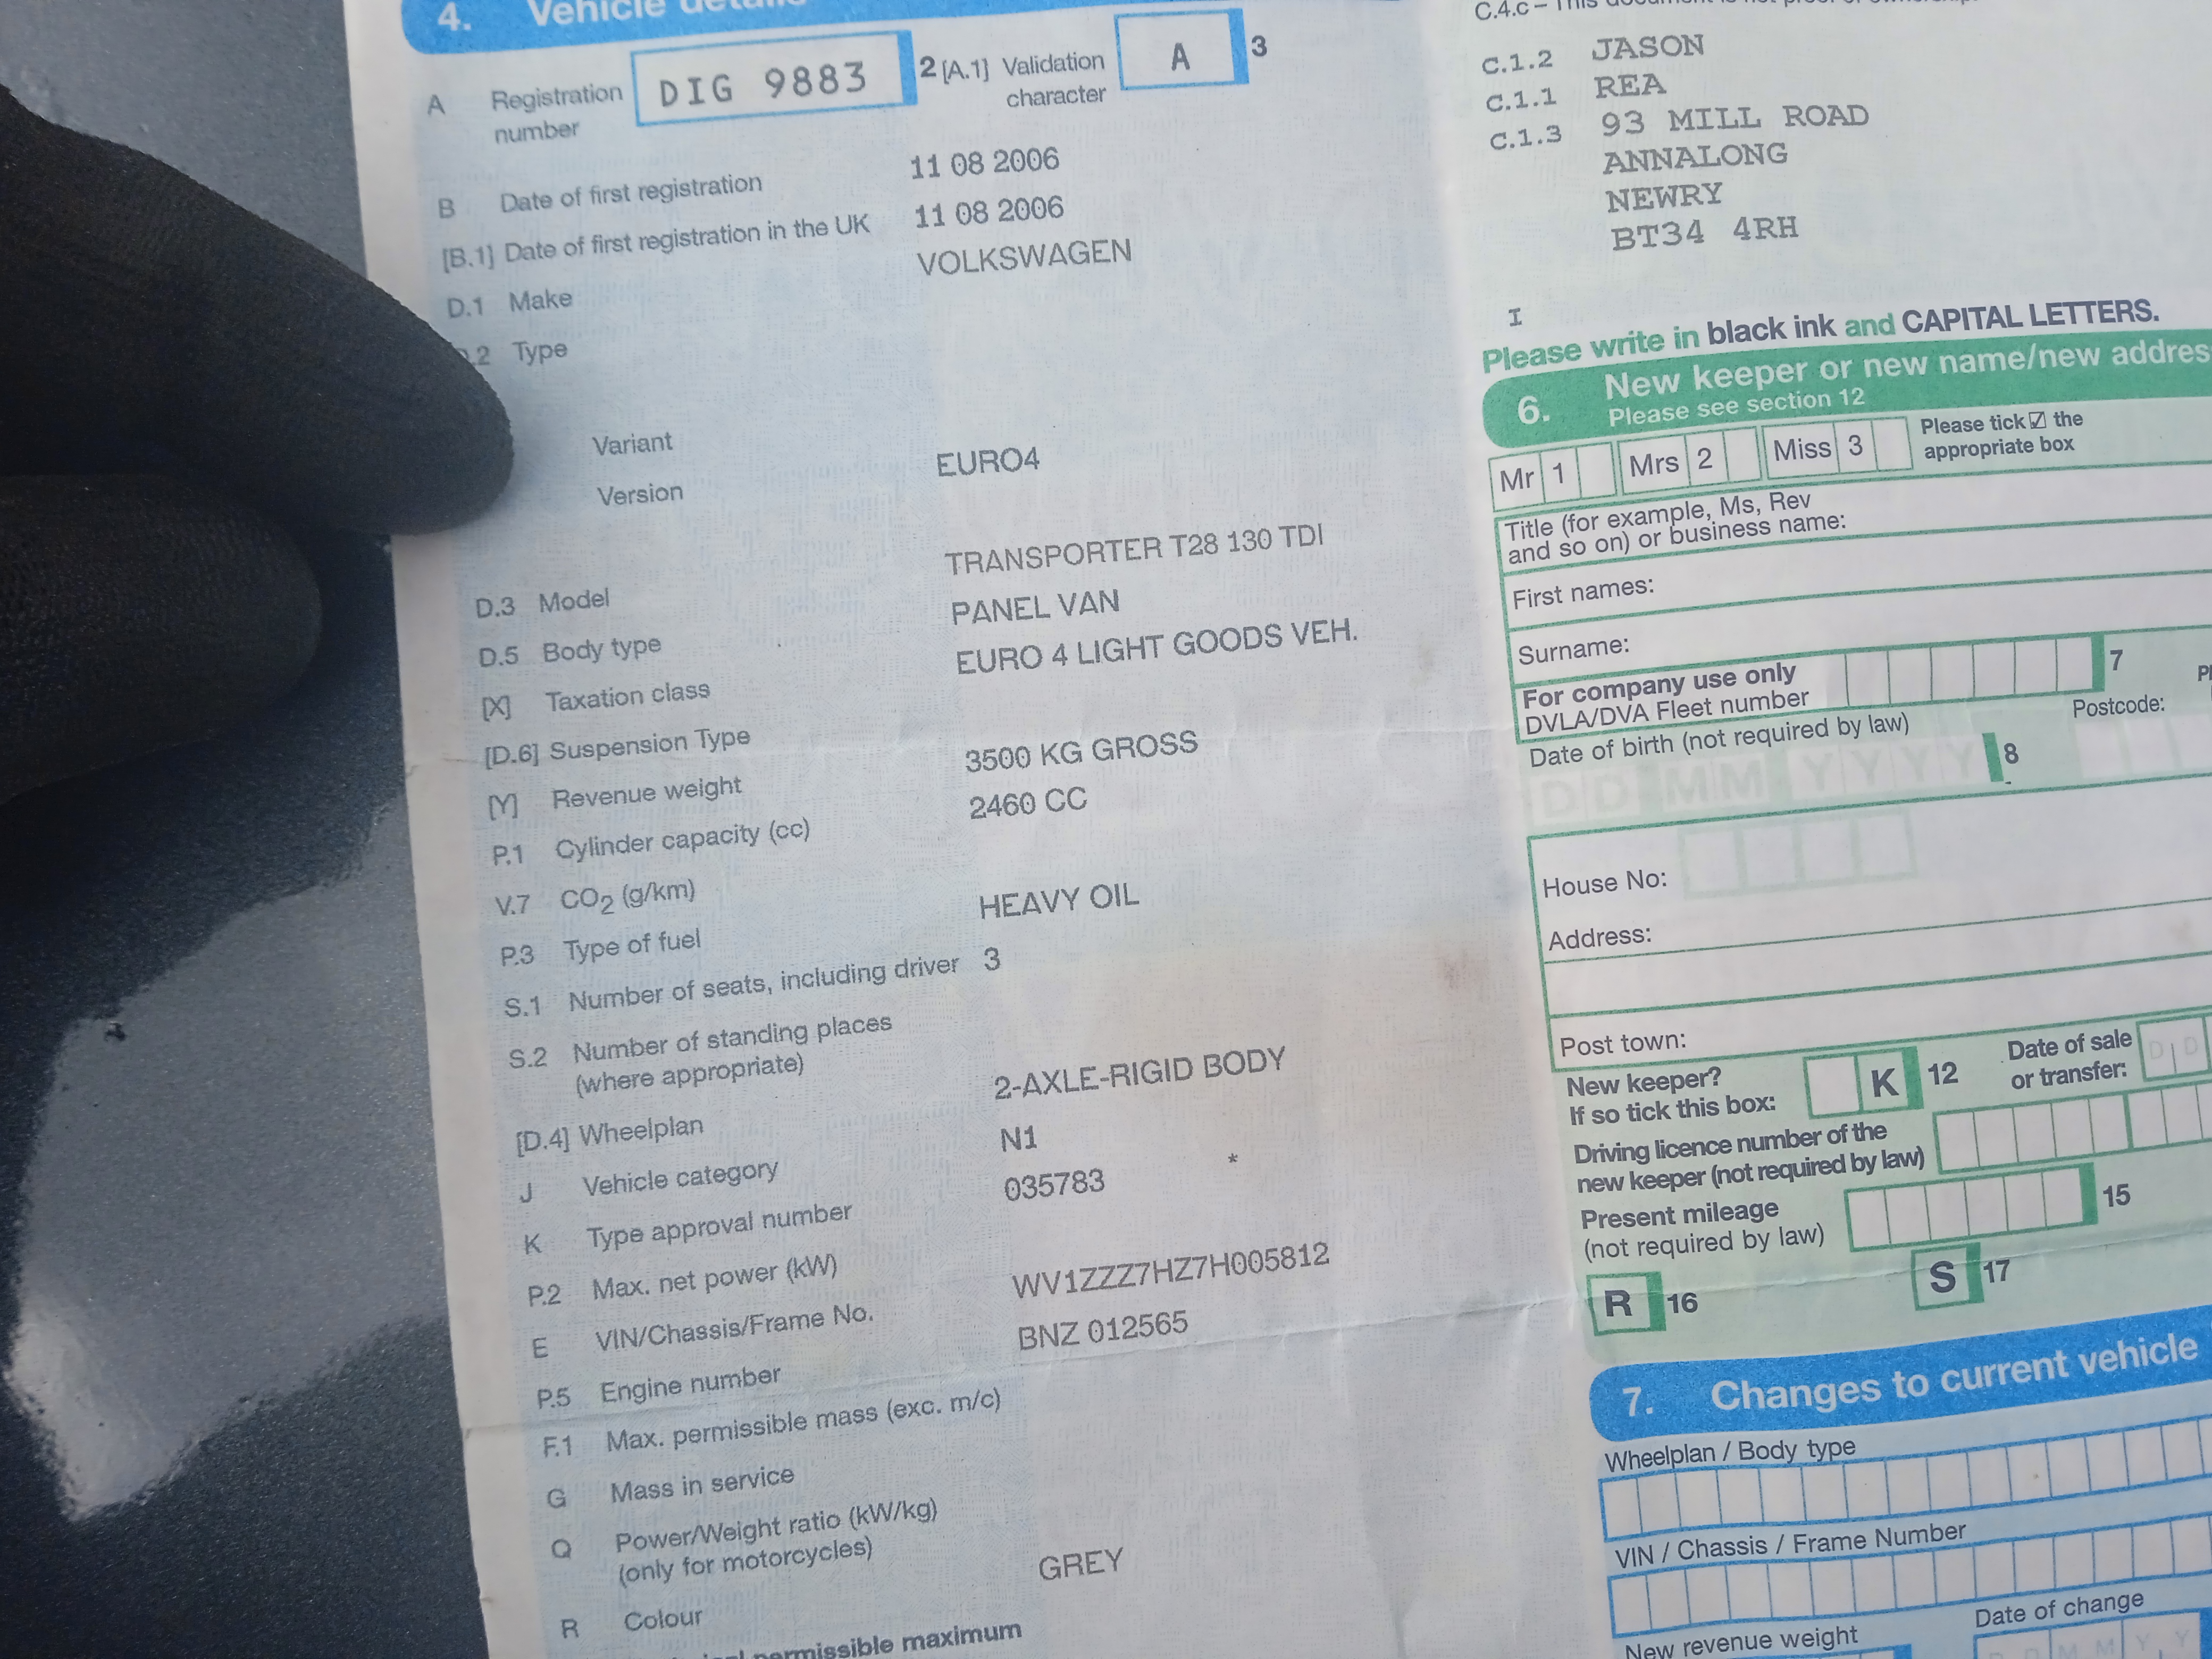 4. Vehicle details
A Registration number DIG 9883 2 [A.1] Validation character A 3
B Date of first registration 11 08 2006
[B.1] Date of first registration in the UK 11 08 2006
D.1 Make VOLKSWAGEN
.2 Type
Variant EURO4
Version
D.3 Model TRANSPORTER T28 130 TDI
D.5 Body type PANEL VAN
[X] Taxation class EURO 4 LIGHT GOODS VEH.
[D.6] Suspension Type
[Y] Revenue weight 3500 KG GROSS
P.1 Cylinder capacity (cc) 2460 CC
V.7 CO2 (g/km)
P.3 Type of fuel HEAVY OIL
S.1 Number of seats, including driver 3
S.2 Number of standing places
(where appropriate)
[D.4] Wheelplan 2-AXLE-RIGID BODY
J Vehicle category N1
K Type approval number 035783 *
P.2 Max. net power (kW)
E VIN/Chassis/Frame No. WV1ZZZ7HZ7H005812
P.5 Engine number BNZ 012565
F.1 Max. permissible mass (exc. m/c)
G Mass in service
Q Power/Weight ratio (kW/kg)
(only for motorcycles)
R Colour GREY
permissible maximum
C.4.c – This document is not proof of
C.1.2 JASON
C.1.1 REA
C.1.3 93 MILL ROAD
ANNALONG
NEWRY
BT34 4RH
I
Please write in black ink and CAPITAL LETTERS.
6. New keeper or new name/new addres
Please see section 12
Mr 1 Mrs 2 Miss 3 Please tick ☑ the
appropriate box
Title (for example, Ms, Rev
and so on) or business name:
First names:
Surname:
For company use only
DVLA/DVA Fleet number 7
Date of birth (not required by law) Postcode:
D D M M Y Y Y Y 8
House No:
Address:
Post town:
New keeper?
If so tick this box: K 12 Date of sale
or transfer: D D
Driving licence number of the
new keeper (not required by law)
Present mileage
(not required by law) 15
R 16 S 17
7. Changes to current vehicle
Wheelplan / Body type
VIN / Chassis / Frame Number
New revenue weight Date of change
D D M M Y Y